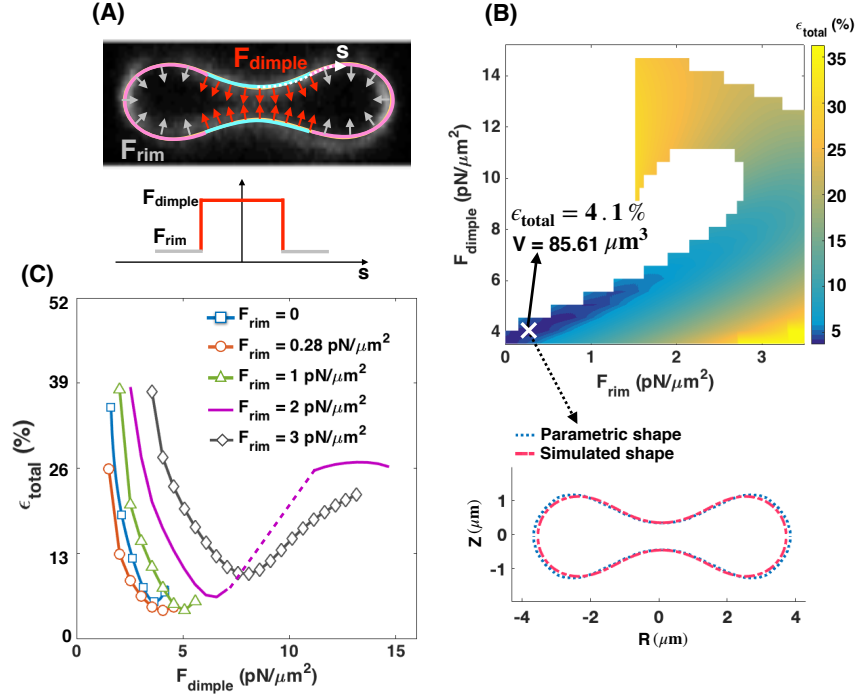 (A)
F_dimple
S
F_rim
F_dimple
F_rim
s
(B)
ϵ_total (%)
35
30
25
20
15
10
5
14
12
10
8
6
4
F_dimple (pN/μm²)
ϵ_total = 4.1%
V = 85.61 μm³
0
1
2
3
F_rim (pN/μm²)
(C)
52
39
26
13
0
ϵ_total (%)
F_rim = 0
F_rim = 0.28 pN/μm²
F_rim = 1 pN/μm²
F_rim = 2 pN/μm²
F_rim = 3 pN/μm²
0
5
10
15
F_dimple (pN/μm²)
Parametric shape
Simulated shape
Z (μm)
1
0
-1
-4
-2
0
2
4
R (μm)